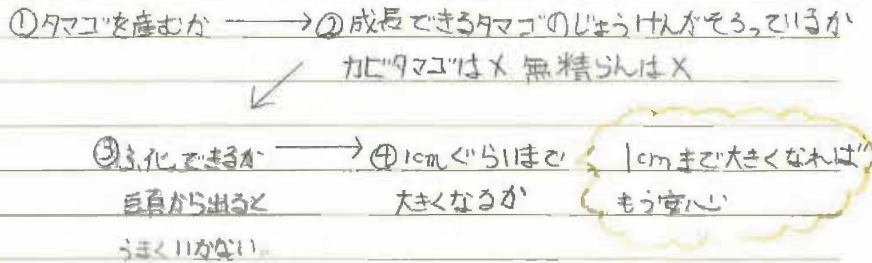 ①タマゴを産むか → ②成長できるタマゴのじょうけんがそろっているか
カビタマゴは× 無精らんは×
③ふ化できるか → ④1cmぐらいまで
大きくなるか
頭から出ると
うまくいかない。
1cmまで大きくなれば
もう安心